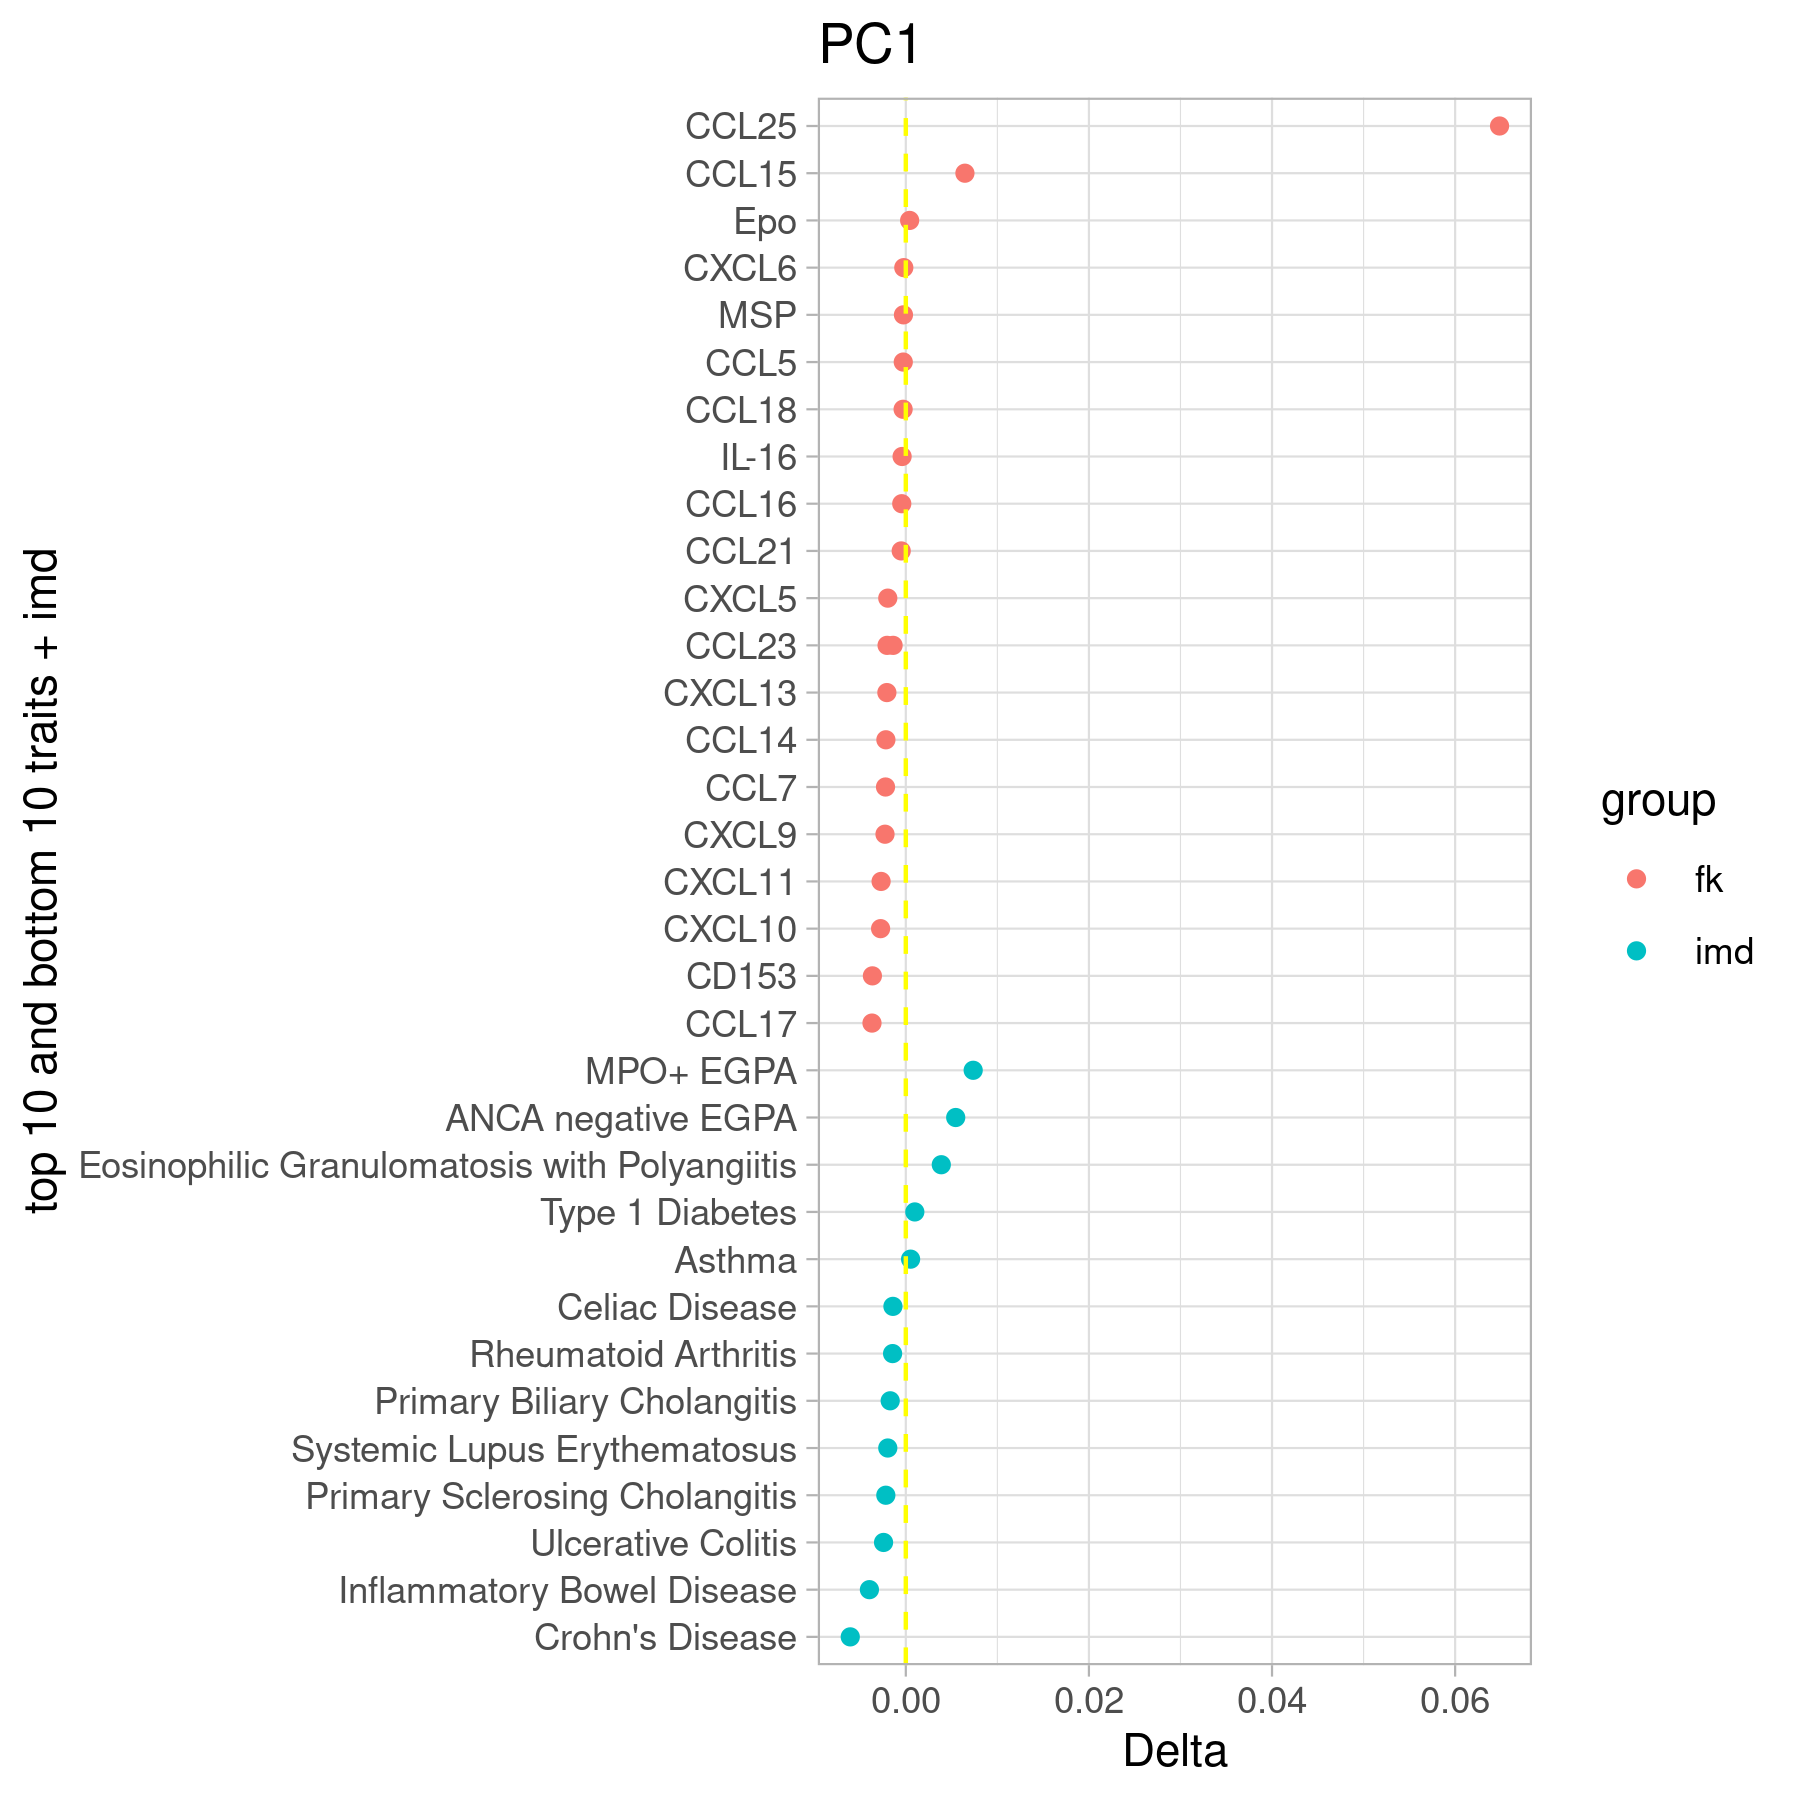 PC1
top 10 and bottom 10 traits + imd
CCL25
CCL15
Epo
CXCL6
MSP
CCL5
CCL18
IL-16
CCL16
CCL21
CXCL5
CCL23
CXCL13
CCL14
CCL7
CXCL9
CXCL11
CXCL10
CD153
CCL17
MPO+ EGPA
ANCA negative EGPA
Eosinophilic Granulomatosis with Polyangiitis
Type 1 Diabetes
Asthma
Celiac Disease
Rheumatoid Arthritis
Primary Biliary Cholangitis
Systemic Lupus Erythematosus
Primary Sclerosing Cholangitis
Ulcerative Colitis
Inflammatory Bowel Disease
Crohn's Disease
0.00 0.02 0.04 0.06
Delta
group
fk
imd